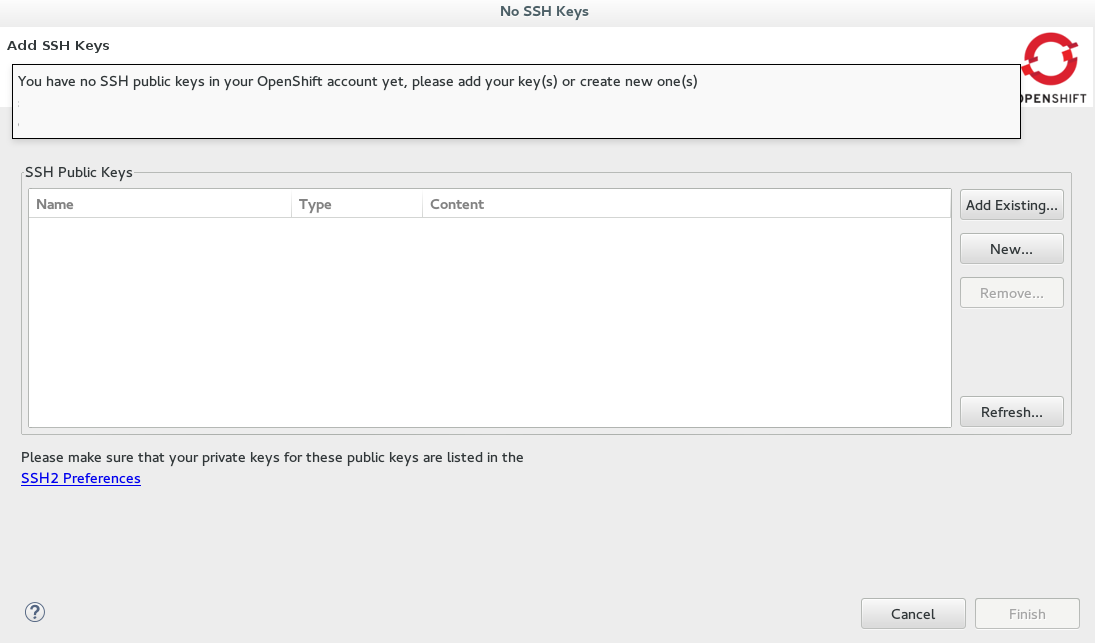 No SSH Keys
Add SSH Keys
You have no SSH public keys in your OpenShift account yet, please add your key(s) or create new one(s)
OPENSHIFT
SSH Public Keys
Name Type Content
Add Existing...
New...
Remove...
Refresh...
Please make sure that your private keys for these public keys are listed in the
SSH2 Preferences
?
Cancel Finish